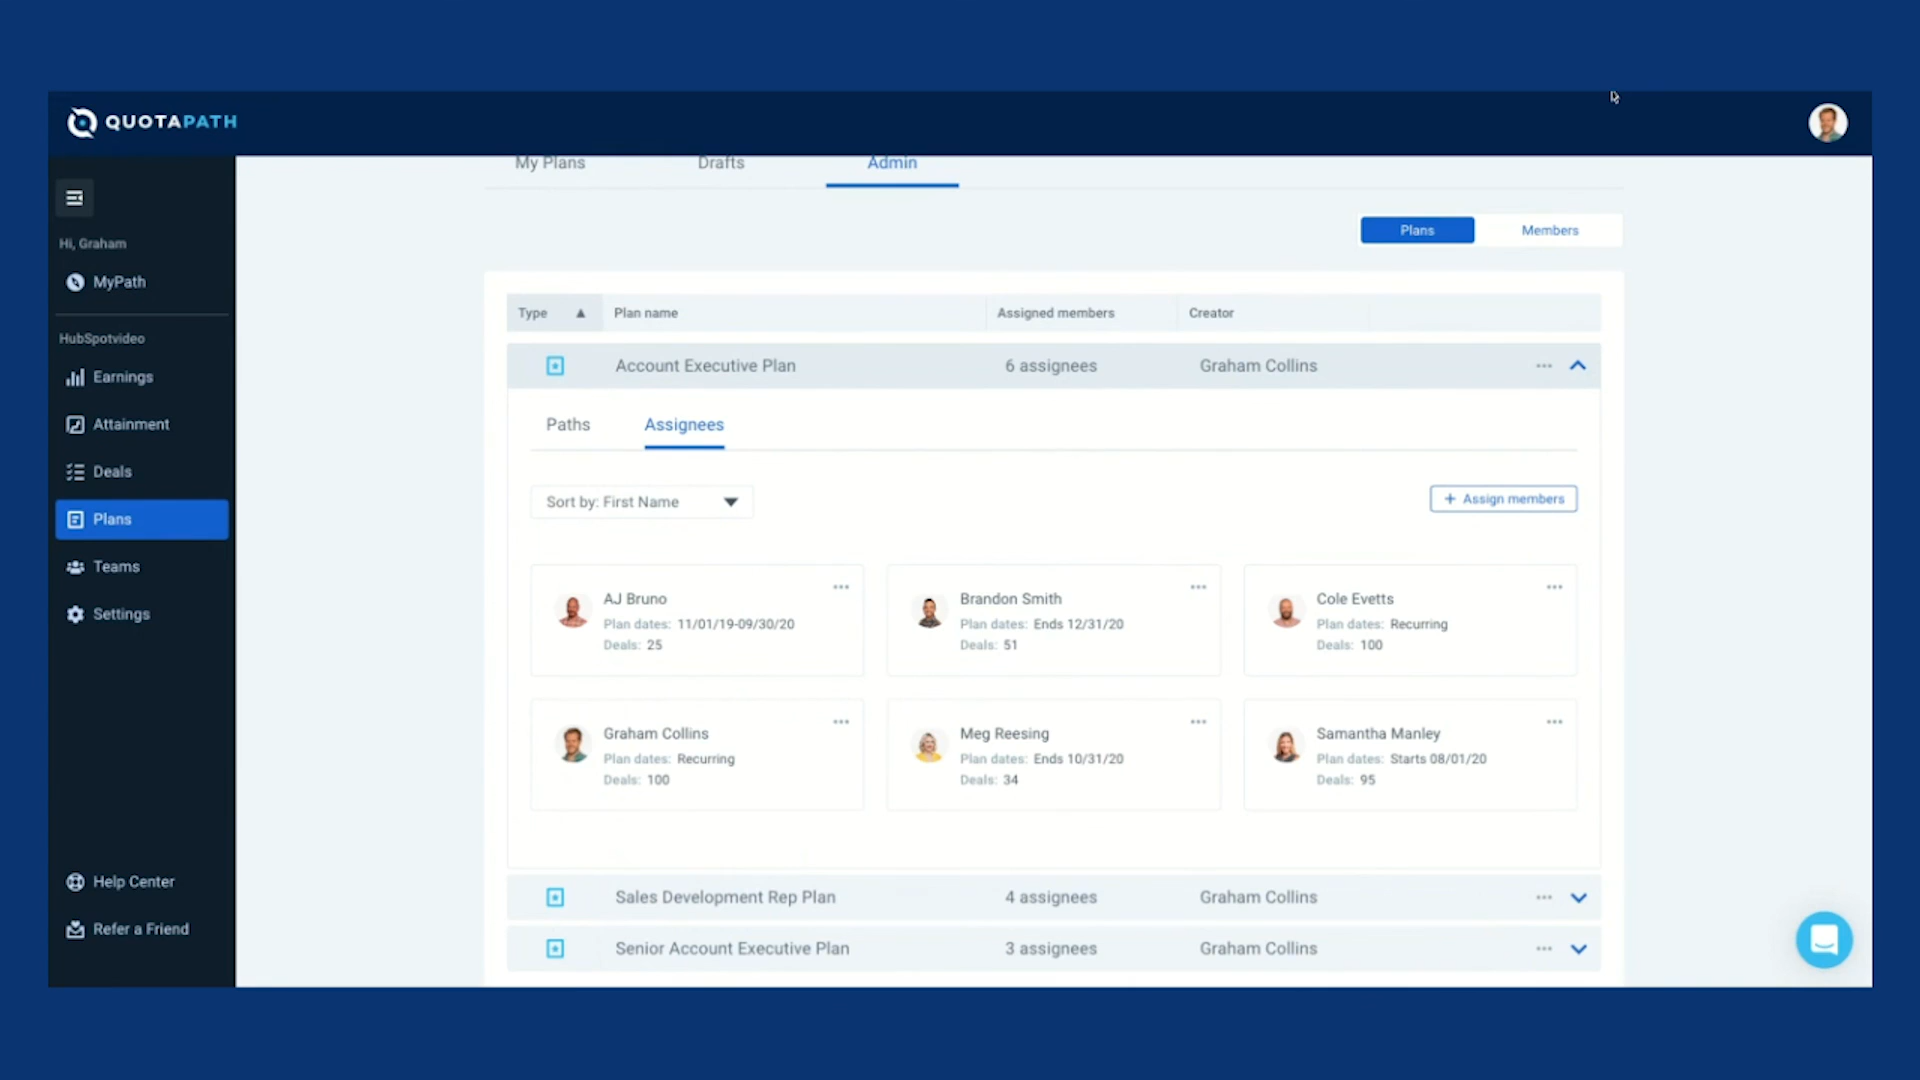 QUOTAPATH
My Plans Drafts Admin
Hi, Graham
MyPath
HubSpotvideo
Earnings
Attainment
Deals
Plans
Teams
Settings
Help Center
Refer a Friend
Plans Members
Type ▲ Plan name Assigned members Creator
Account Executive Plan 6 assignees Graham Collins
Paths Assignees
Sort by: First Name
+ Assign members
AJ Bruno
Plan dates: 11/01/19-09/30/20
Deals: 25
Brandon Smith
Plan dates: Ends 12/31/20
Deals: 51
Cole Evetts
Plan dates: Recurring
Deals: 100
Graham Collins
Plan dates: Recurring
Deals: 100
Meg Reesing
Plan dates: Ends 10/31/20
Deals: 34
Samantha Manley
Plan dates: Starts 08/01/20
Deals: 95
Sales Development Rep Plan 4 assignees Graham Collins
Senior Account Executive Plan 3 assignees Graham Collins